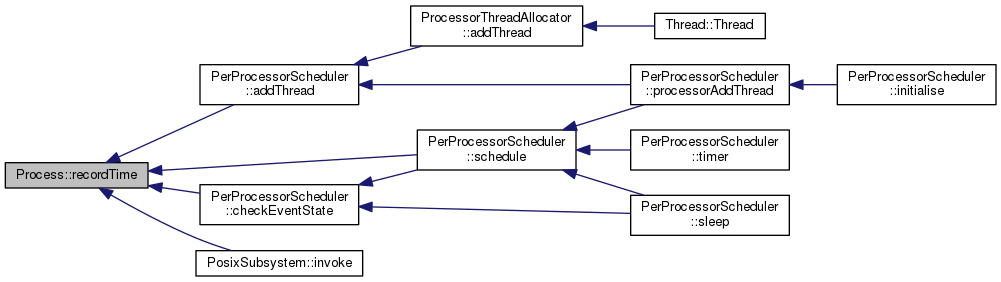 ProcessorThreadAllocator
::addThread
Thread::Thread
PerProcessorScheduler
::addThread
PerProcessorScheduler
::processorAddThread
PerProcessorScheduler
::initialise
PerProcessorScheduler
::schedule
PerProcessorScheduler
::timer
Process::recordTime
PerProcessorScheduler
::checkEventState
PerProcessorScheduler
::sleep
PosixSubsystem::invoke